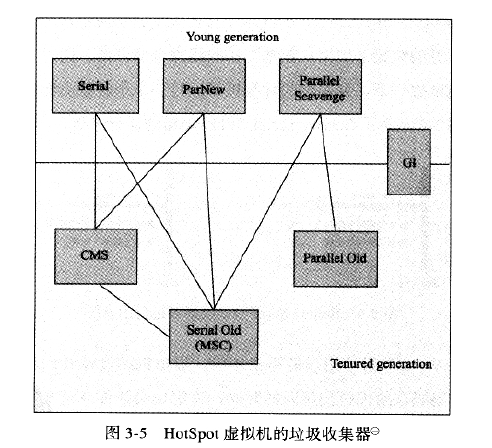 Young generation
Serial
ParNew
Parallel
Scavenge
G1
CMS
Parallel Old
Serial Old
(MSC)
Tenured generation
图 3-5 HotSpot 虚拟机的垃圾收集器㊀